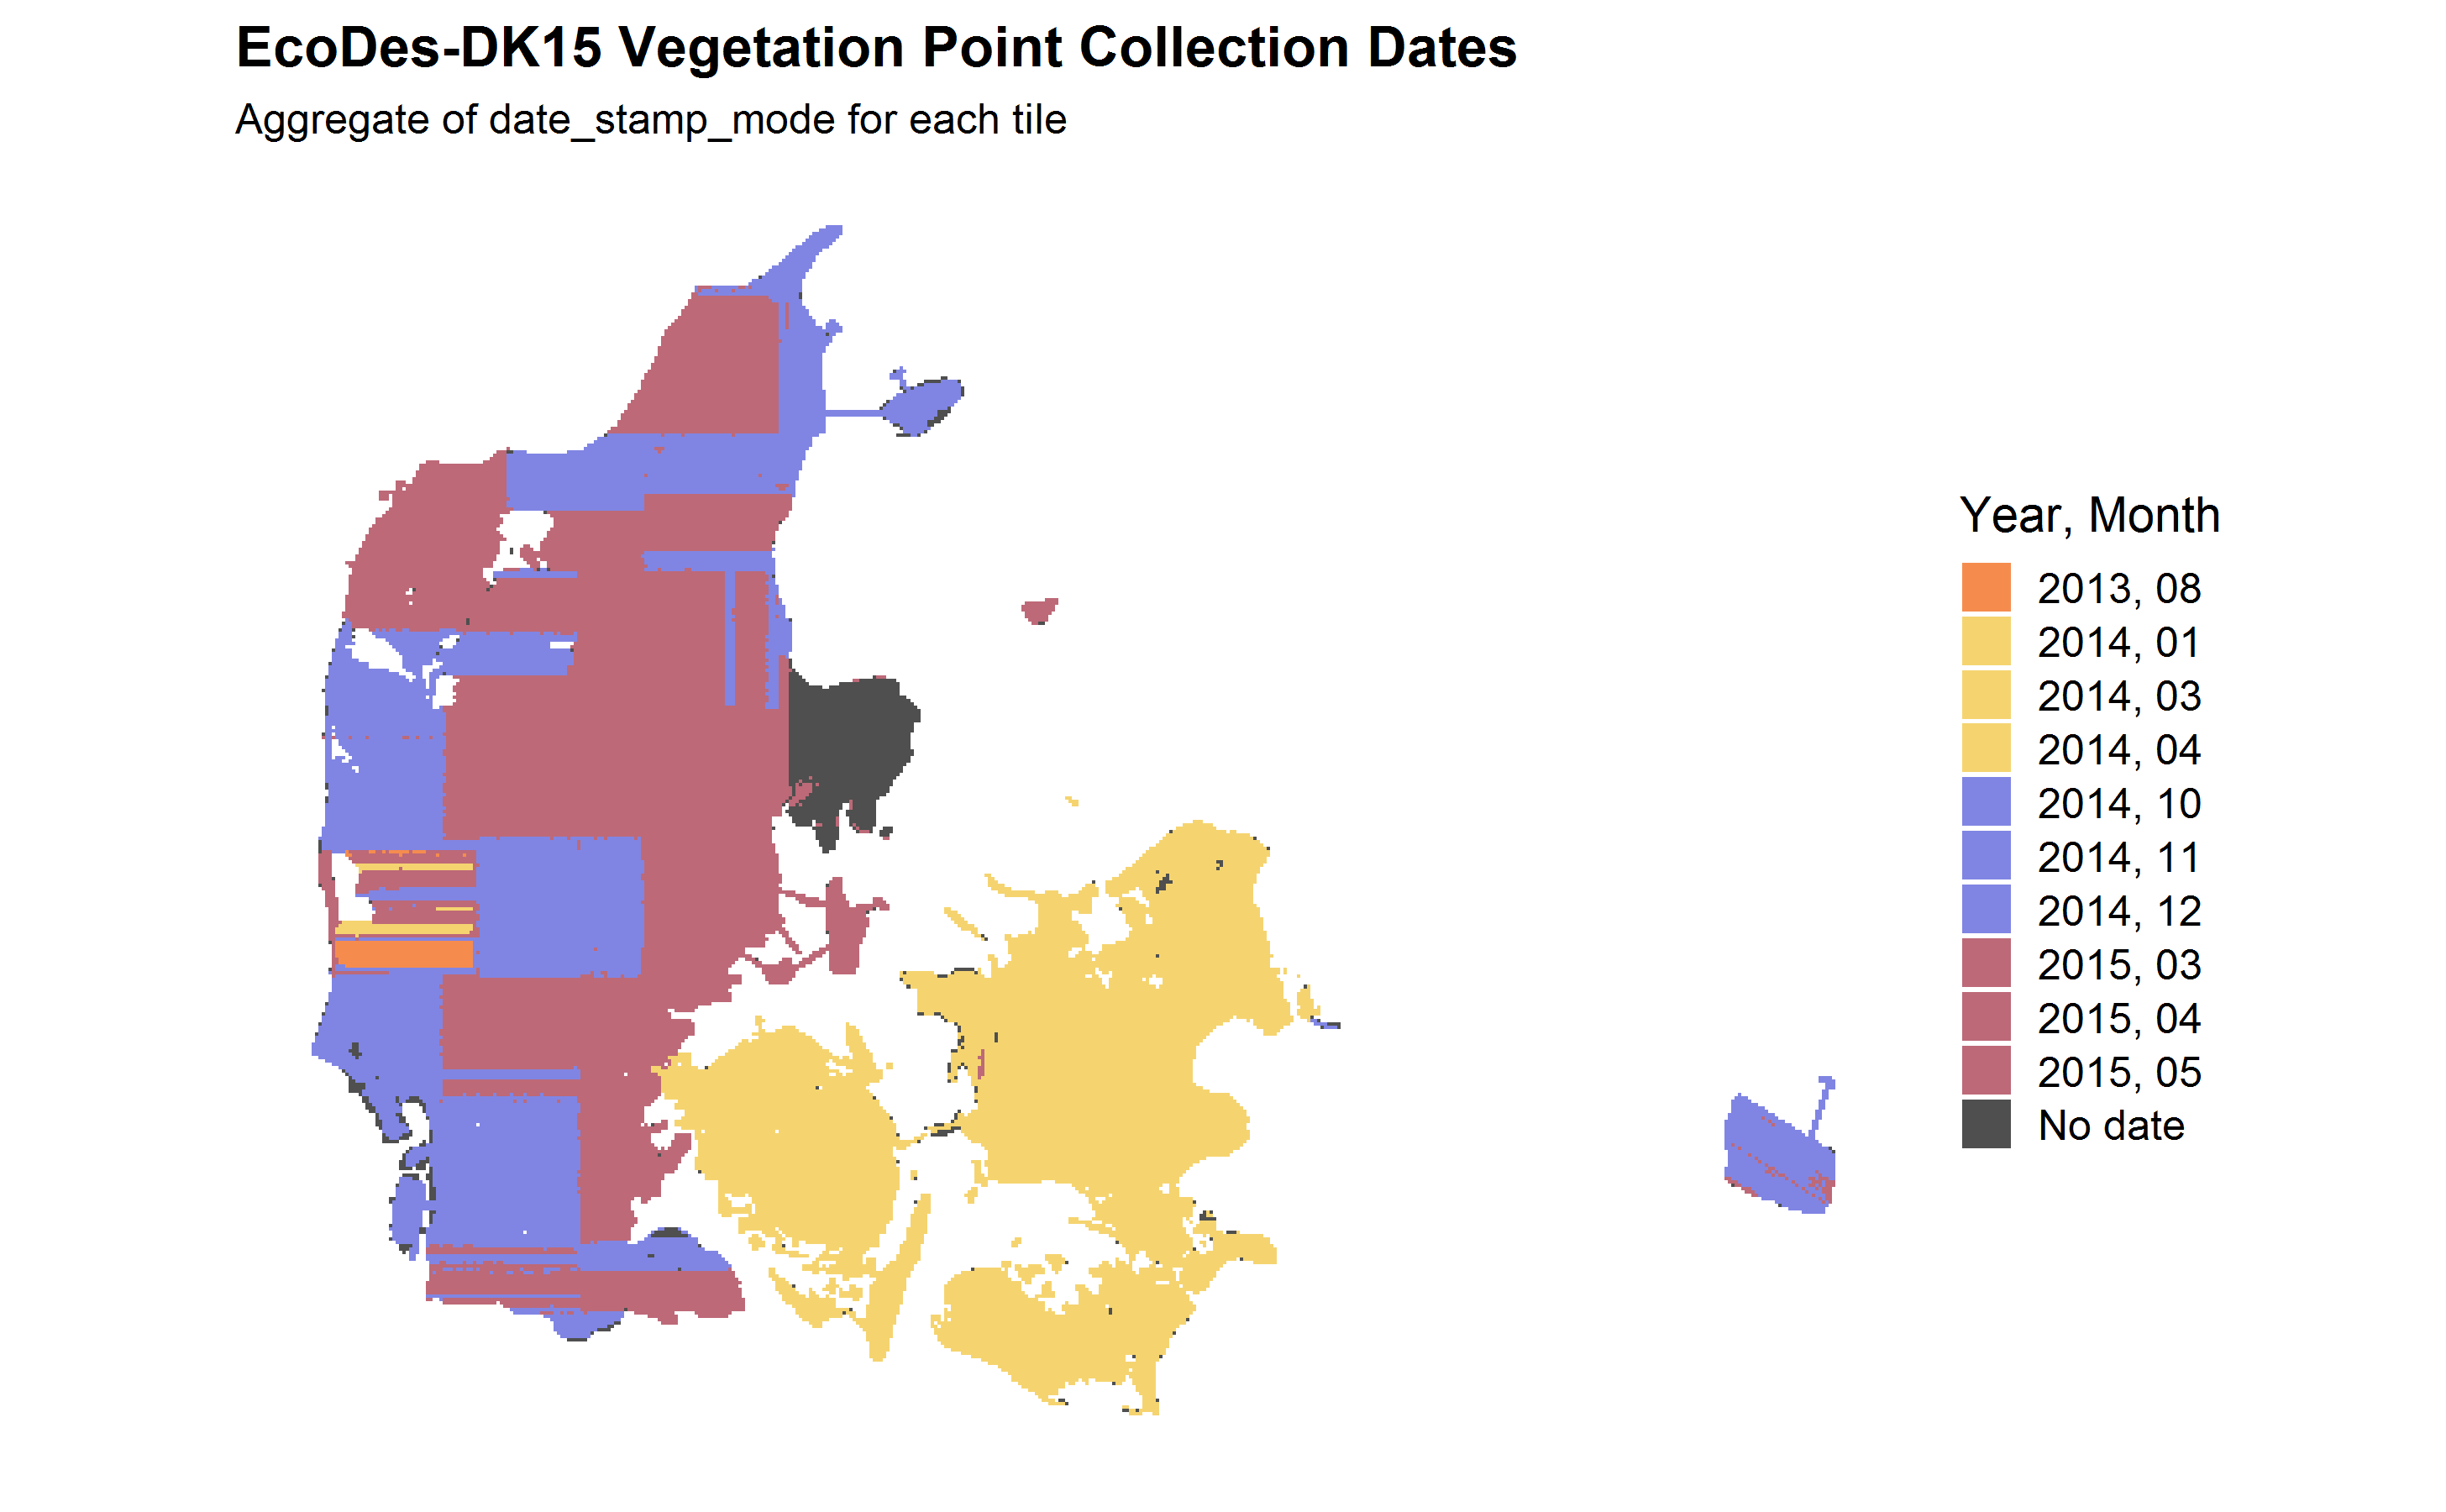 EcoDes-DK15 Vegetation Point Collection Dates
Aggregate of date_stamp_mode for each tile
Year, Month
2013, 08
2014, 01
2014, 03
2014, 04
2014, 10
2014, 11
2014, 12
2015, 03
2015, 04
2015, 05
No date